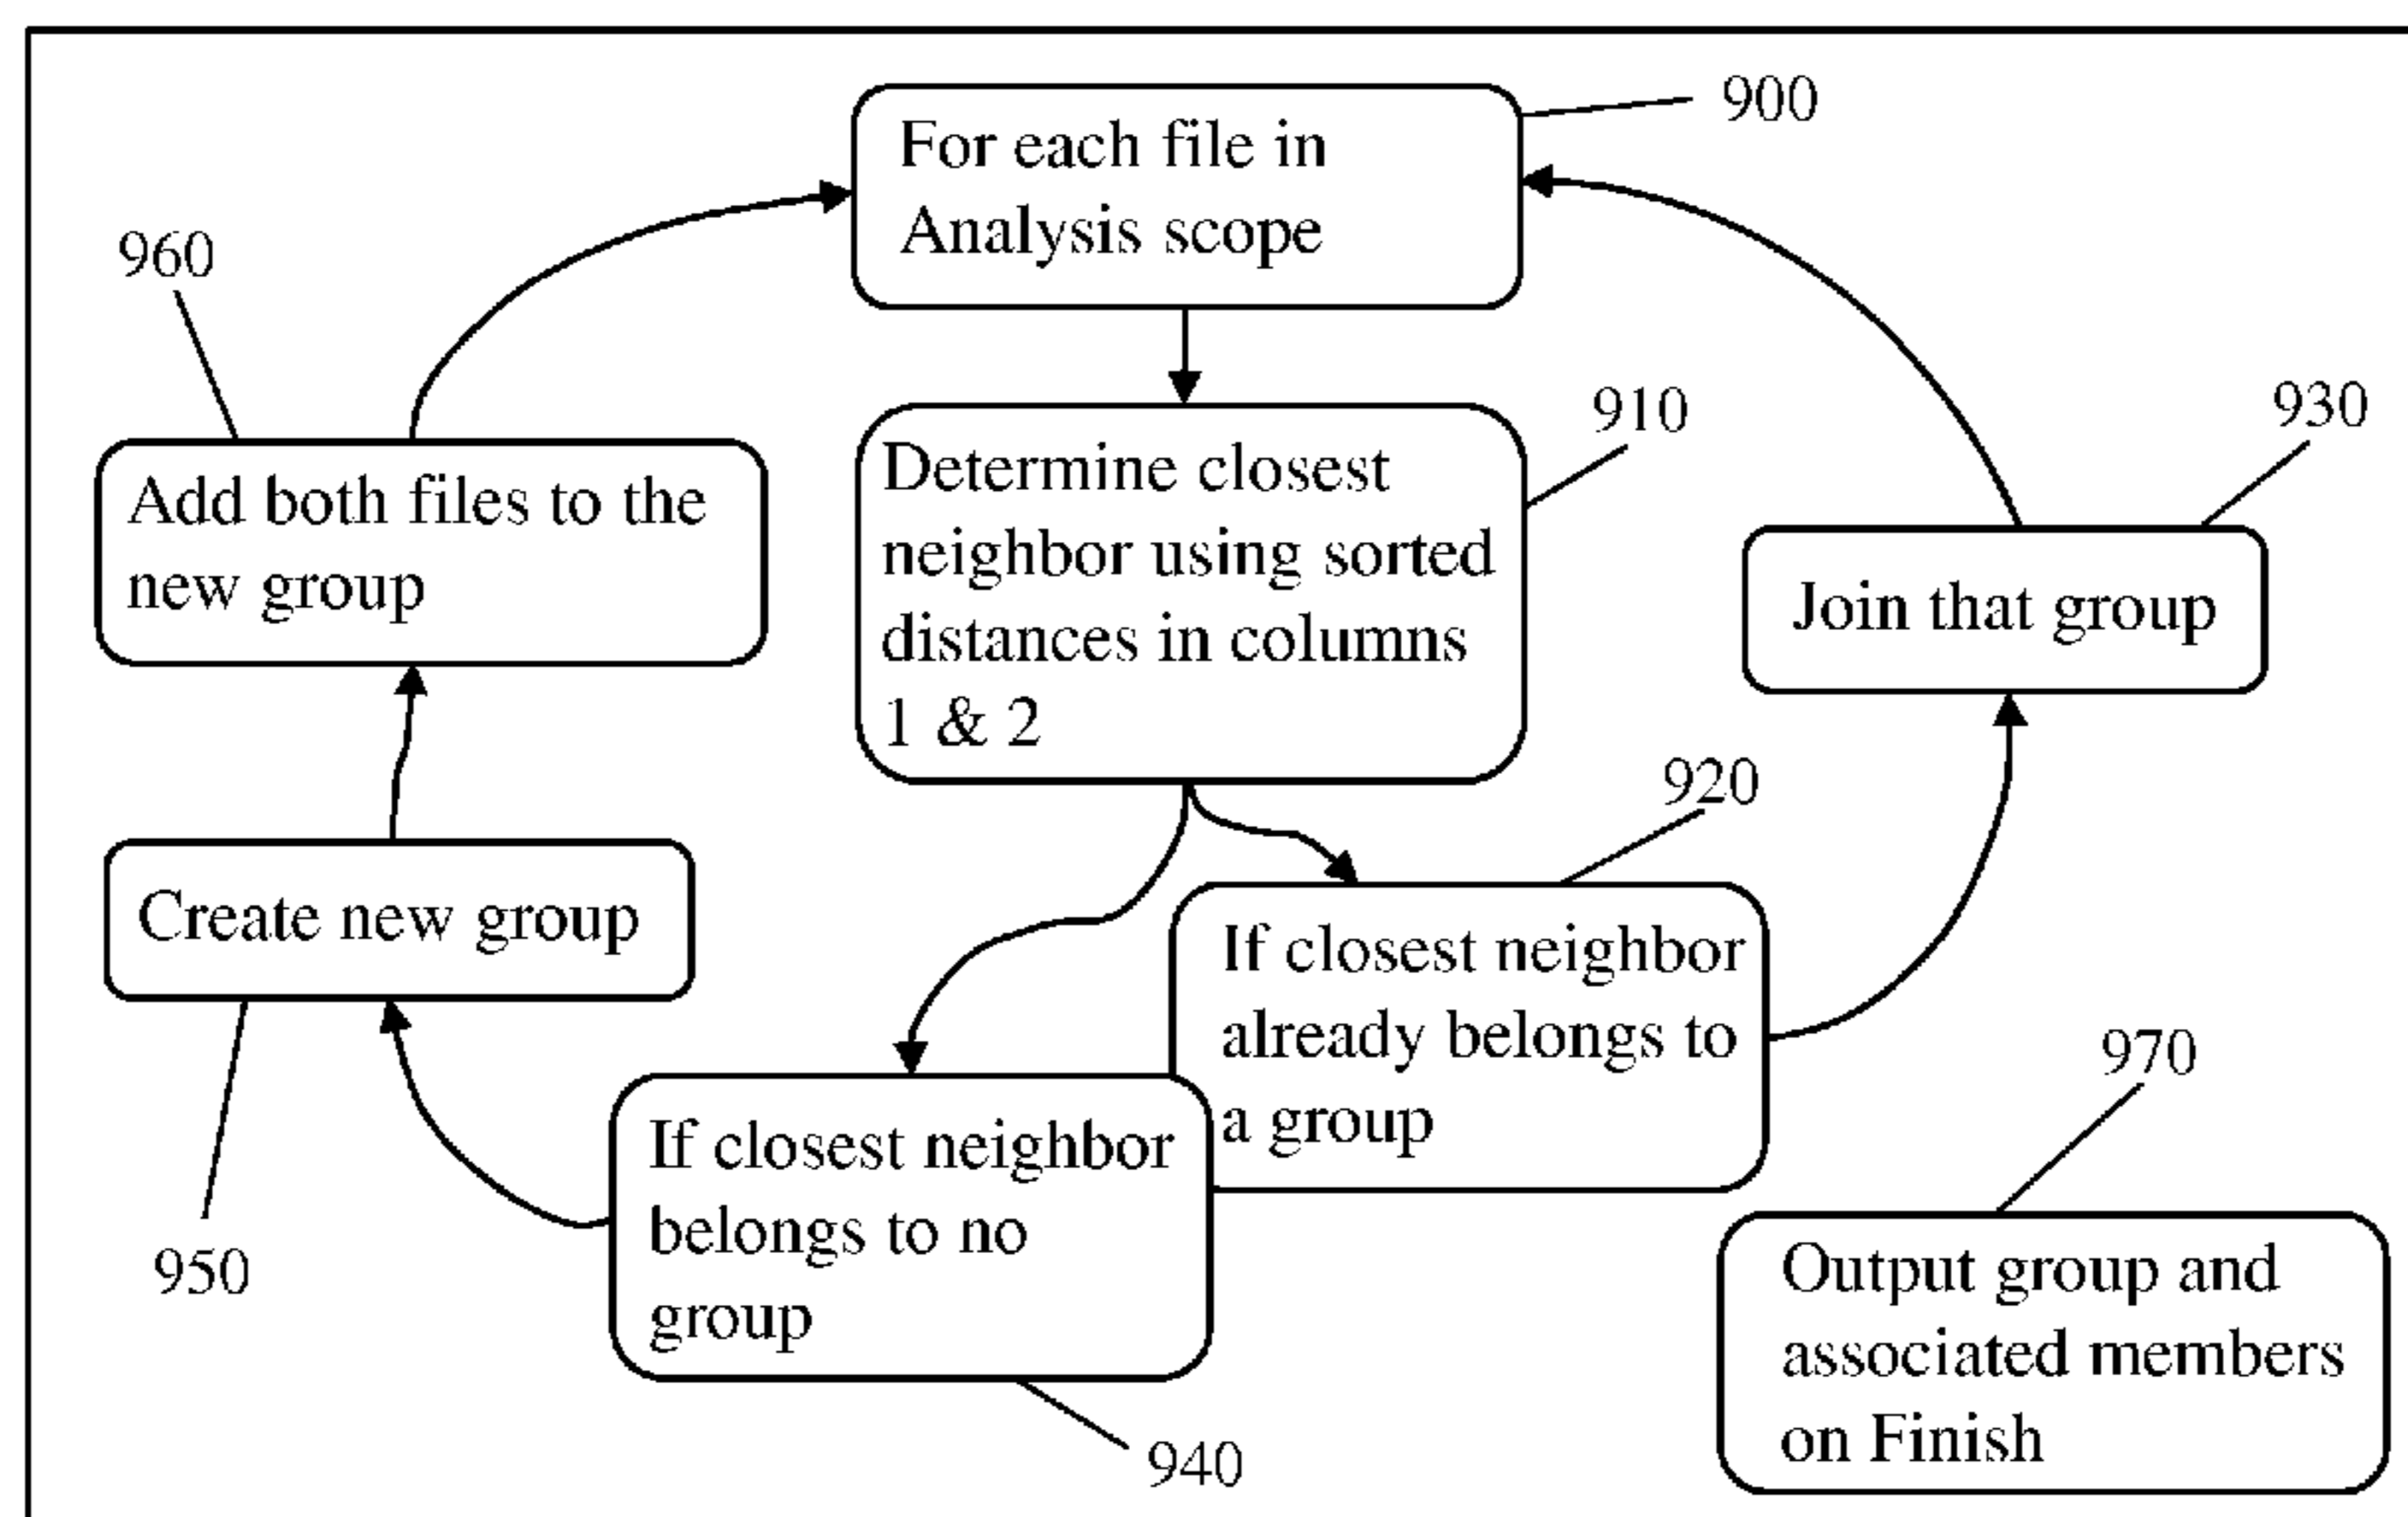 900
For each file in
Analysis scope
960
910
Determine closest
neighbor using sorted
distances in columns
1 & 2
930
Add both files to the
new group
Join that group
920
Create new group
If closest neighbor
already belongs to
a group
950
If closest neighbor
belongs to no
group
940
970
Output group and
associated members
on Finish